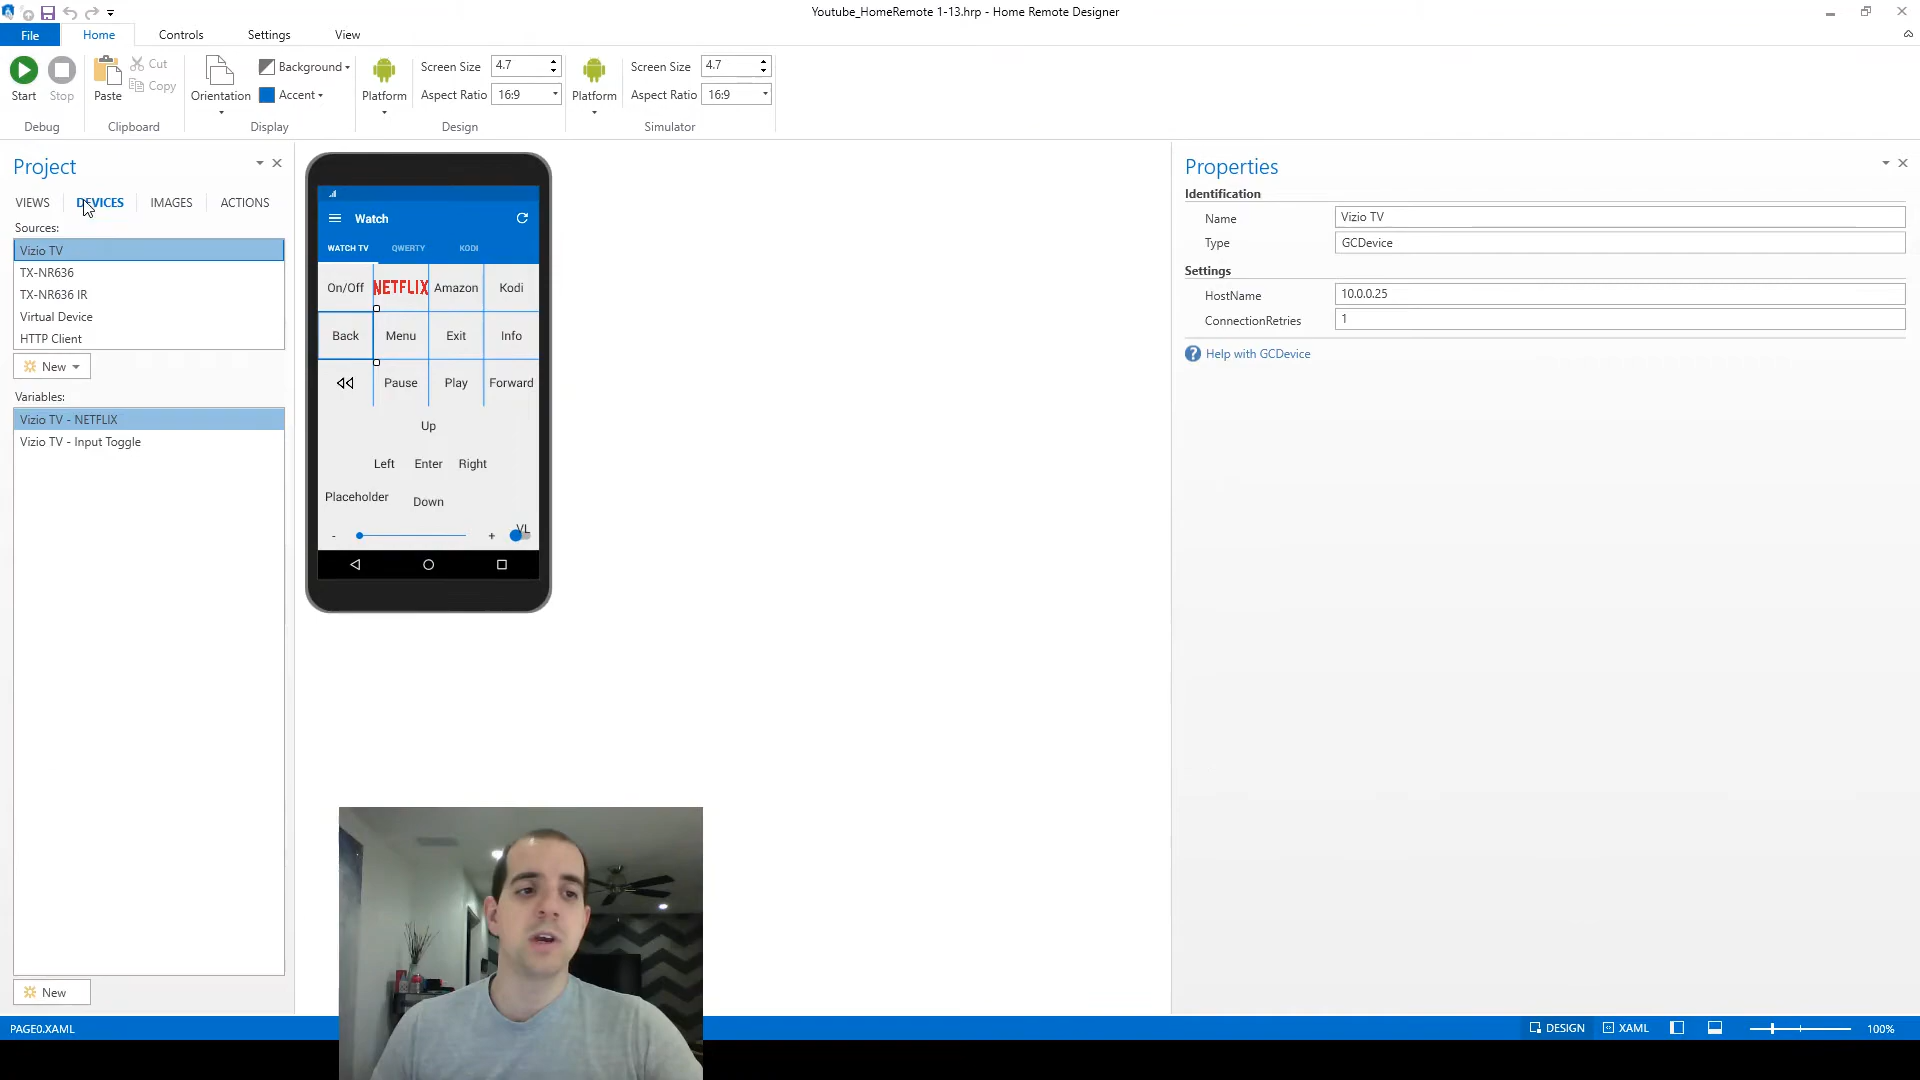 Youtube_HomeRemote 1-13.hrp - Home Remote Designer
File Home Controls Settings View
Start Stop Paste Cut Copy Orientation Background Accent Platform Screen Size 4.7 Aspect Ratio 16:9 Platform Screen Size 4.7 Aspect Ratio 16:9
Debug Clipboard Display Design Simulator
Project
VIEWS DEVICES IMAGES ACTIONS
Sources:
Vizio TV
TX-NR636
TX-NR636 IR
Virtual Device
HTTP Client
New
Variables:
Vizio TV - NETFLIX
Vizio TV - Input Toggle
New
Watch
WATCH TV QWERTY KODI
On/Off NETFLIX Amazon Kodi
Back Menu Exit Info
Pause Play Forward
Up
Left Enter Right
Placeholder Down
- + VL
Properties
Identification
Name Vizio TV
Type GCDevice
Settings
HostName 10.0.0.25
ConnectionRetries 1
Help with GCDevice
PAGE0.XAML DESIGN XAML 100%